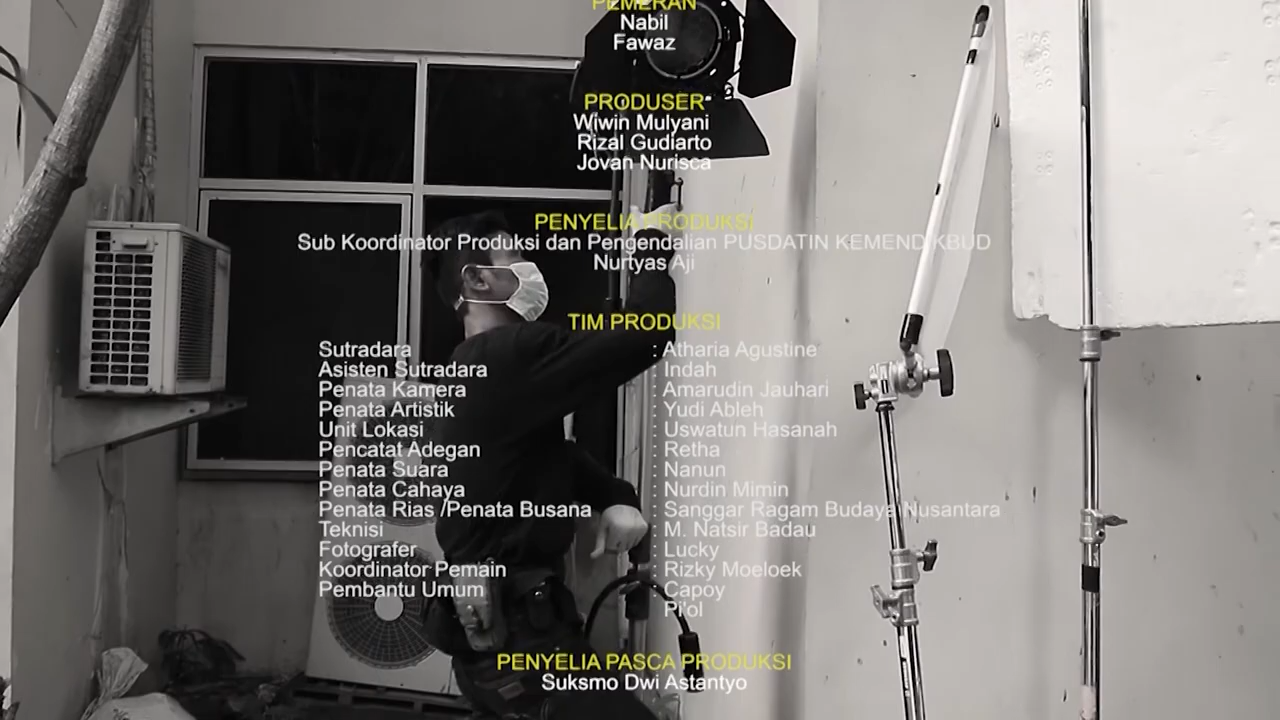 PEMERAN
Nabil
Fawaz
PRODUSER
Wiwin Mulyani
Rizal Gudiarto
Jovan Nurisca
PENYELIA PRODUKSI
Sub Koordinator Produksi dan Pengendalian PUSDATIN KEMENDIKBUD
Nurtyas Aji
TIM PRODUKSI
Sutradara : Atharia Agustine
Asisten Sutradara : Indah
Penata Kamera : Amarudin Jauhari
Penata Artistik : Yudi Ableh
Unit Lokasi : Uswatun Hasanah
Pencatat Adegan : Retha
Penata Suara : Nanun
Penata Cahaya : Nurdin Mimin
Penata Rias /Penata Busana : Sanggar Ragam Budaya Nusantara
Teknisi : M. Natsir Badau
Fotografer : Lucky
Koordinator Pemain : Rizky Moeloek
Pembantu Umum : Capoy
Pi'ol
PENYELIA PASCA PRODUKSI
Suksmo Dwi Astantyo